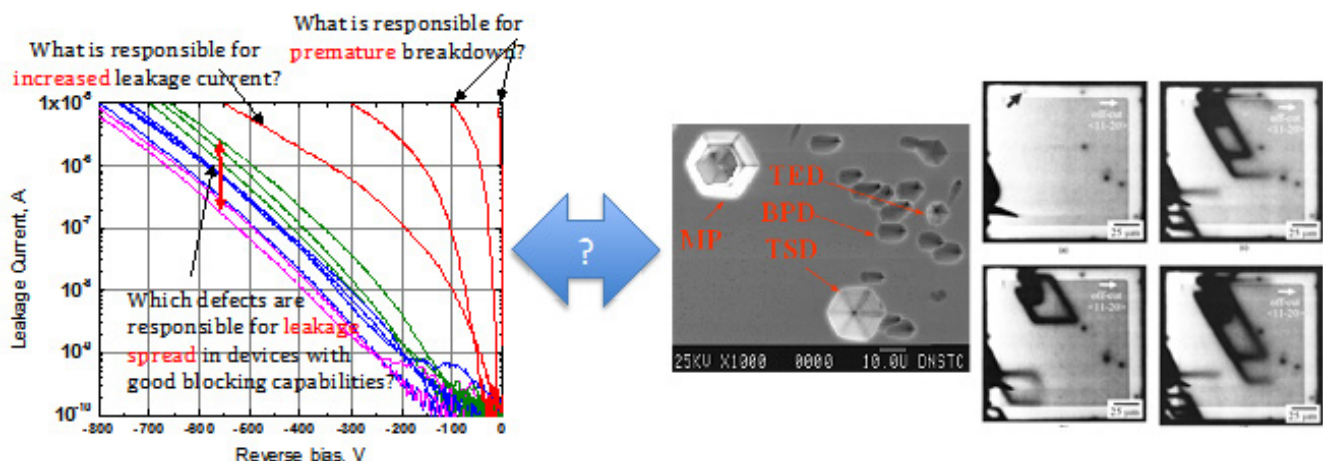 What is responsible for
increased leakage current?
What is responsible for
premature breakdown?
1x10⁻⁵
10⁻⁶
10⁻⁷
10⁻⁸
10⁻⁹
10⁻¹⁰
Leakage Current, A
Which defects are
responsible for leakage
spread in devices with
good blocking capabilities?
-800 -700 -600 -500 -400 -300 -200 -100 0
Reverse bias, V
?
TED
BPD
MP
TSD
25KV X1000 0000 10.0U DNSTC
off-cut
<11-20>
25 µm
off-cut
<11-20>
25 µm
off-cut
<11-20>
25 µm
off-cut
<11-20>
25 µm